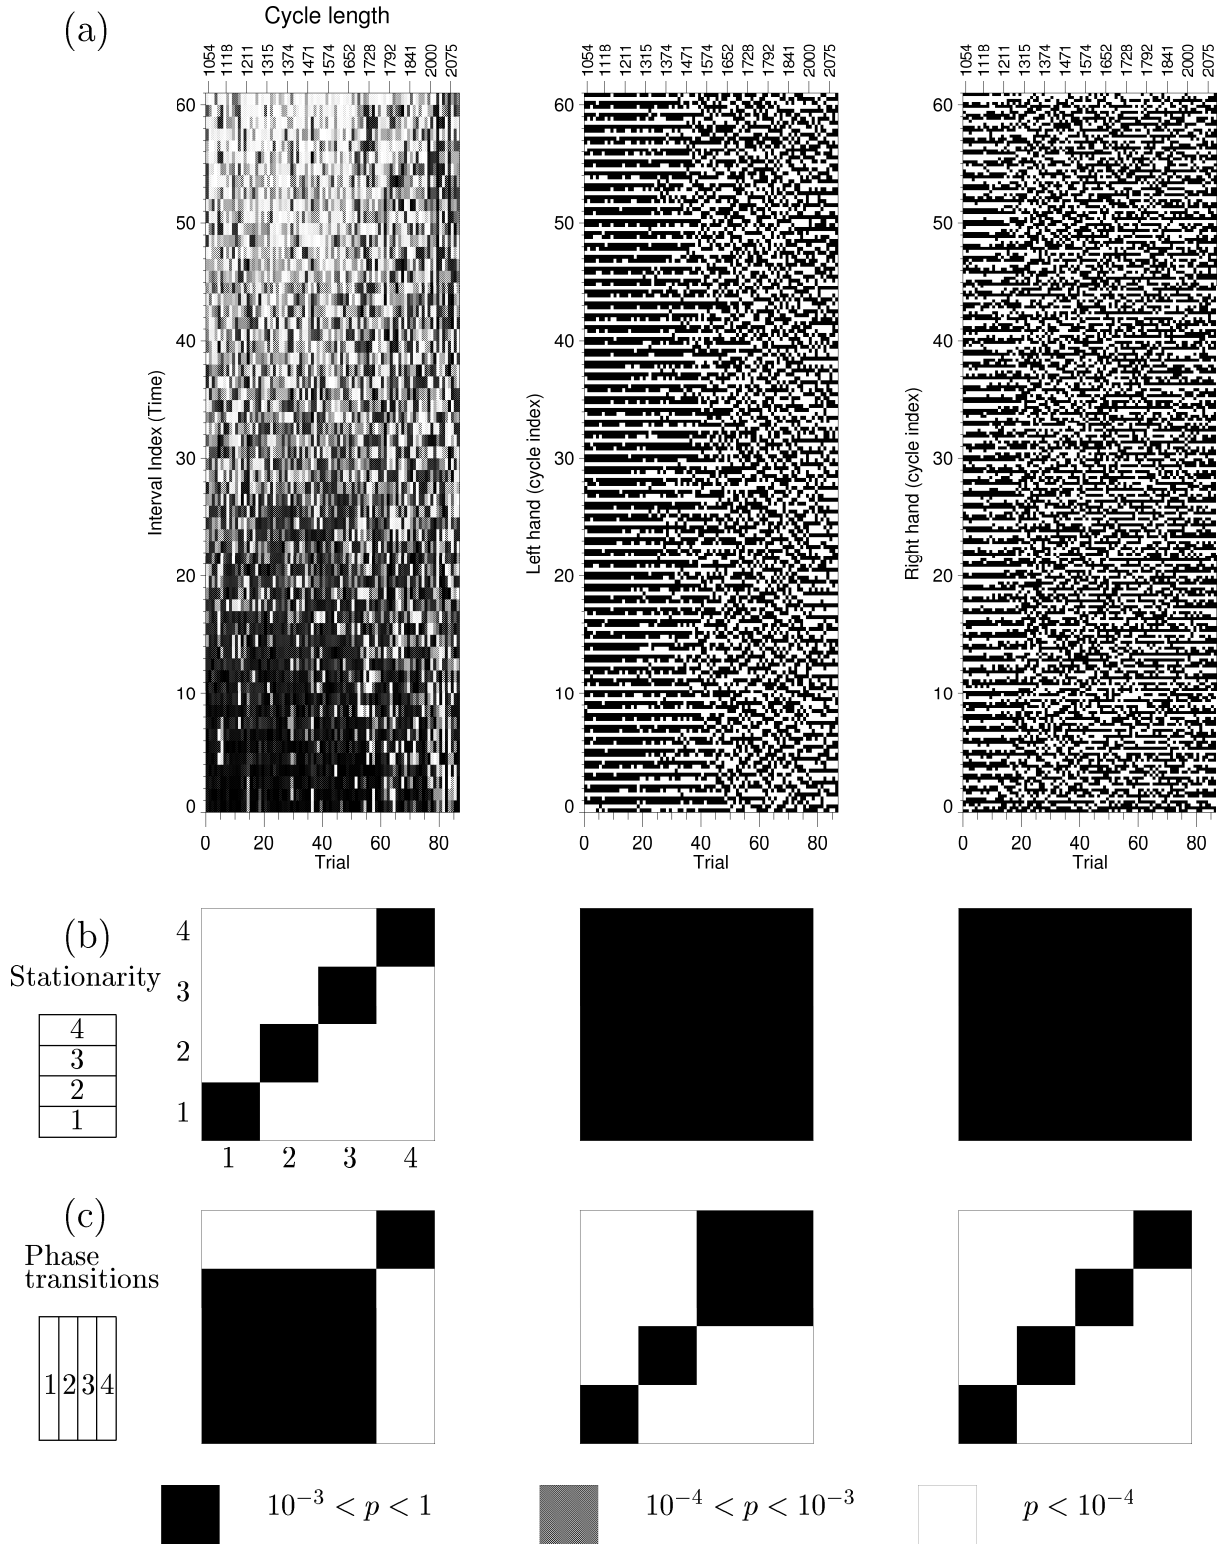 (a)
Cycle length
1054 1118 1211 1315 1374 1471 1574 1652 1728 1792 1841 2000 2075
1054 1118 1211 1315 1374 1471 1574 1652 1728 1792 1841 2000 2075
1054 1118 1211 1315 1374 1471 1574 1652 1728 1792 1841 2000 2075
Interval Index (Time)
60
50
40
30
20
10
0
0 20 40 60 80
Trial
Left hand (cycle index)
60
50
40
30
20
10
0
0 20 40 60 80
Trial
Right hand (cycle index)
60
50
40
30
20
10
0
0 20 40 60 80
Trial
(b)
Stationarity
4
3
2
1
4
3
2
1
1 2 3 4
(c)
Phase
transitions
1 2 3 4
10⁻³ < p < 1
10⁻⁴ < p < 10⁻³
p < 10⁻⁴